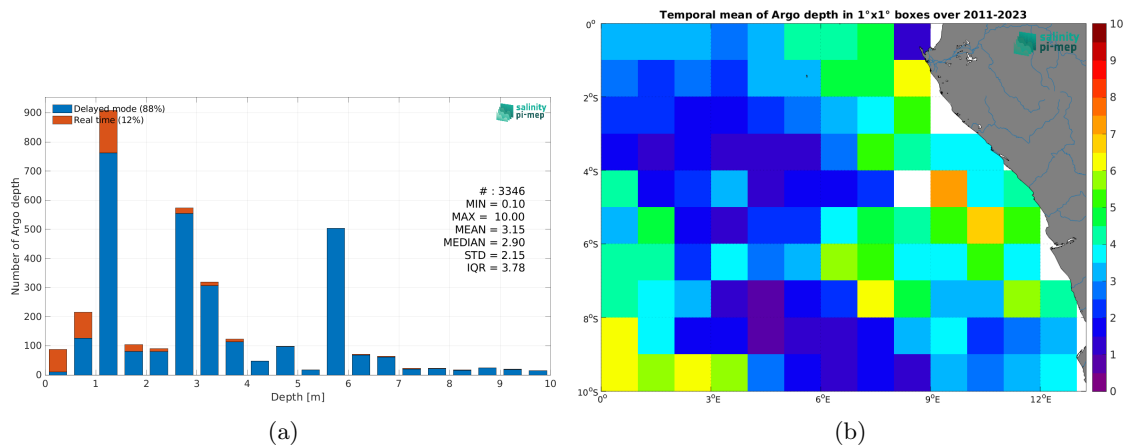 Delayed mode (88%)
Real time (12%)
salinity
pi-mep
# : 3346
MIN = 0.10
MAX = 10.00
MEAN = 3.15
MEDIAN = 2.90
STD = 2.15
IQR = 3.78
Number of Argo depth
900
800
700
600
500
400
300
200
100
0
0 1 2 3 4 5 6 7 8 9 10
Depth [m]
(a)
Temporal mean of Argo depth in 1°x1° boxes over 2011-2023
salinity
pi-mep
0°
2°S
4°S
6°S
8°S
10°S
0° 3°E 6°E 9°E 12°E
10
9
8
7
6
5
4
3
2
1
0
(b)